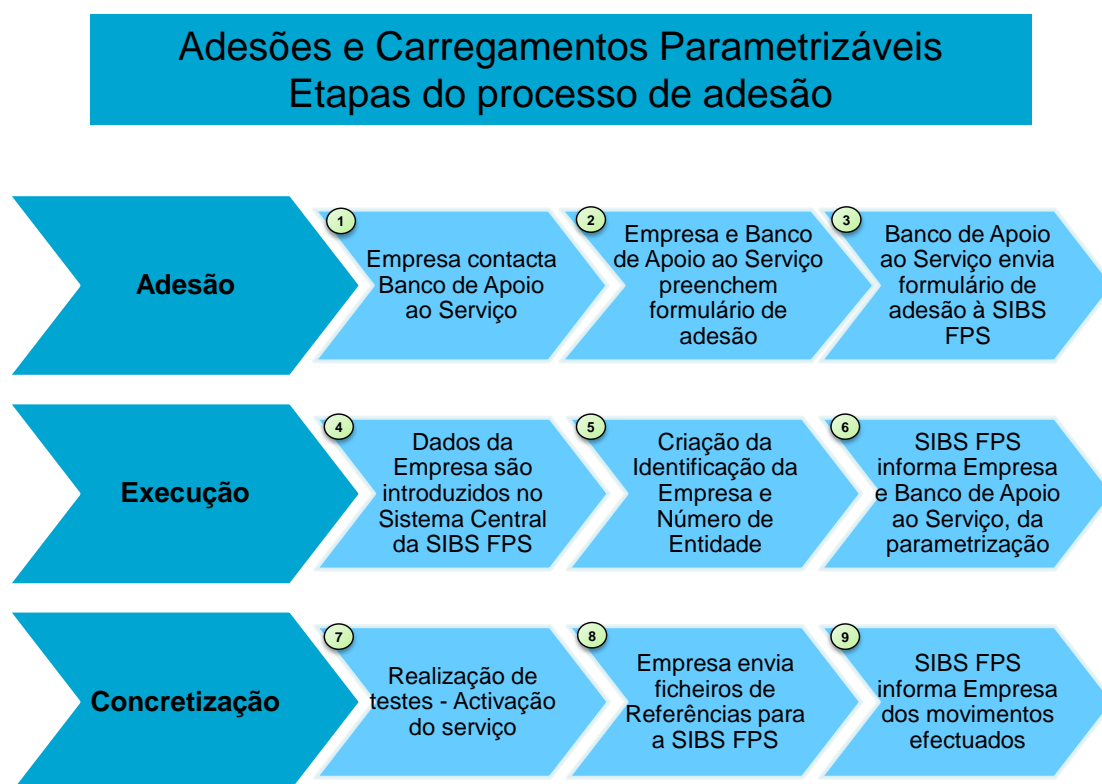 Adesões e Carregamentos Parametrizáveis
Etapas do processo de adesão
Adesão
1
Empresa contacta
Banco de Apoio
ao Serviço
2
Empresa e Banco
de Apoio ao Serviço
preenchem
formulário de
adesão
3
Banco de Apoio
ao Serviço envia
formulário de
adesão à SIBS
FPS
Execução
4
Dados da
Empresa são
introduzidos no
Sistema Central
da SIBS FPS
5
Criação da
Identificação da
Empresa e
Número de
Entidade
6
SIBS FPS
informa Empresa
e Banco de Apoio
ao Serviço, da
parametrização
Concretização
7
Realização de
testes - Activação
do serviço
8
Empresa envia
ficheiros de
Referências para
a SIBS FPS
9
SIBS FPS
informa Empresa
dos movimentos
efectuados